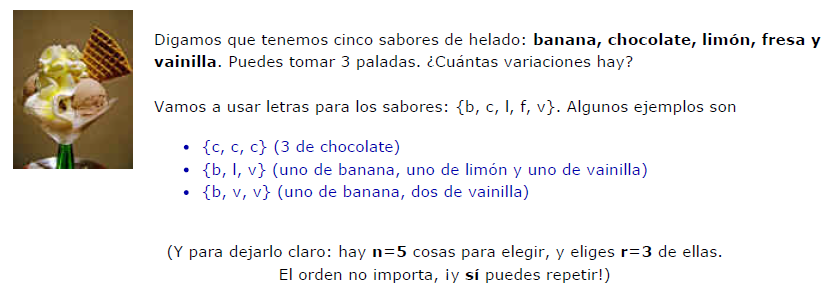 Digamos que tenemos cinco sabores de helado: banana, chocolate, limón, fresa y
vainilla. Puedes tomar 3 paladas. ¿Cuántas variaciones hay?
Vamos a usar letras para los sabores: {b, c, l, f, v}. Algunos ejemplos son
• {c, c, c} (3 de chocolate)
• {b, l, v} (uno de banana, uno de limón y uno de vainilla)
• {b, v, v} (uno de banana, dos de vainilla)
(Y para dejarlo claro: hay n=5 cosas para elegir, y eliges r=3 de ellas.
El orden no importa, ¡y sí puedes repetir!)